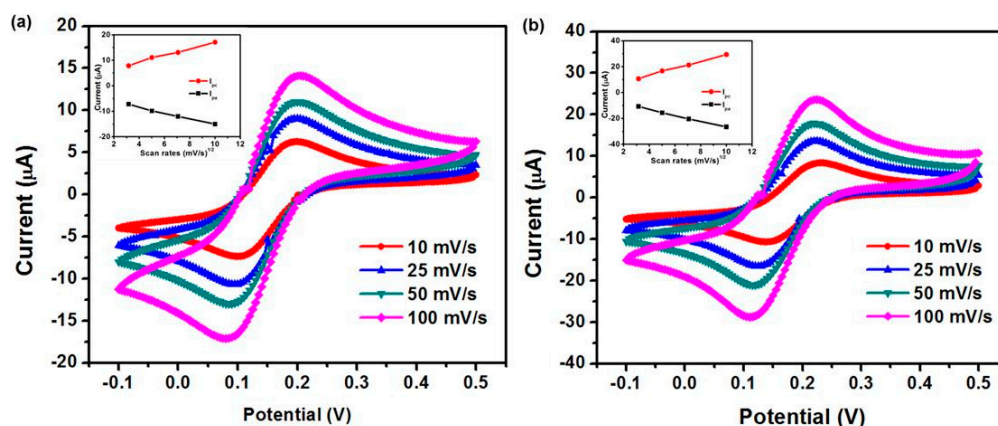 (a)
20
15
10
5
0
-5
-10
-15
-20
Current (µA)
-0.1 0.0 0.1 0.2 0.3 0.4 0.5
Potential (V)
10 mV/s
25 mV/s
50 mV/s
100 mV/s
20
10
0
-10
-20
Current (µA)
2 4 6 8 10 12
Scan rates (mV/s)^1/2
Ipc
Ipa
(b)
40
30
20
10
0
-10
-20
-30
-40
Current (µA)
-0.1 0.0 0.1 0.2 0.3 0.4 0.5
Potential (V)
10 mV/s
25 mV/s
50 mV/s
100 mV/s
40
20
0
-20
-40
Current (µA)
2 4 6 8 10 12
Scan rates (mV/s)^1/2
Ipc
Ipa